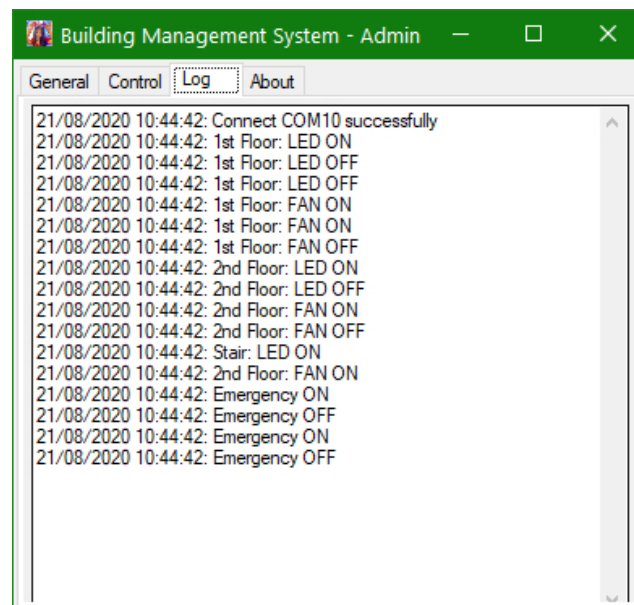 Building Management System - Admin
General Control Log About
21/08/2020 10:44:42: Connect COM10 successfully
21/08/2020 10:44:42: 1st Floor: LED ON
21/08/2020 10:44:42: 1st Floor: LED OFF
21/08/2020 10:44:42: 1st Floor: LED OFF
21/08/2020 10:44:42: 1st Floor: FAN ON
21/08/2020 10:44:42: 1st Floor: FAN ON
21/08/2020 10:44:42: 1st Floor: FAN OFF
21/08/2020 10:44:42: 2nd Floor: LED ON
21/08/2020 10:44:42: 2nd Floor: LED OFF
21/08/2020 10:44:42: 2nd Floor: FAN ON
21/08/2020 10:44:42: 2nd Floor: FAN OFF
21/08/2020 10:44:42: Stair: LED ON
21/08/2020 10:44:42: 2nd Floor: FAN ON
21/08/2020 10:44:42: Emergency ON
21/08/2020 10:44:42: Emergency OFF
21/08/2020 10:44:42: Emergency ON
21/08/2020 10:44:42: Emergency OFF